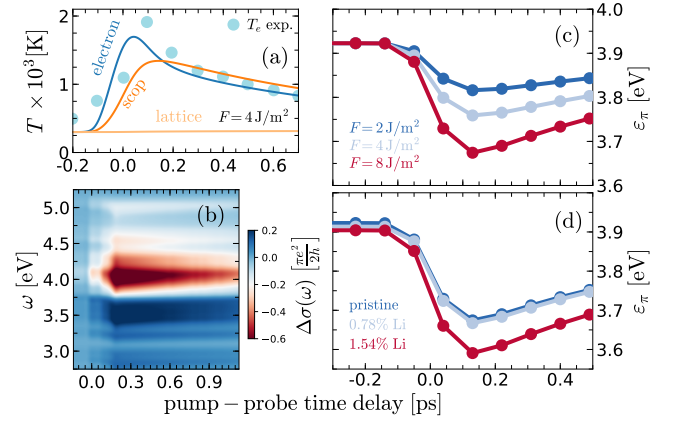 2
1
1
0
T × 10³ [K]
electron
scop
lattice
T_e exp.
(a)
F = 4 J/m²
-0.2 0.0 0.2 0.4 0.6
5.0
4.5
4.0
3.5
3.0
ω [eV]
(b)
0.2
0.0
−0.2
−0.4
−0.6
Δσ(ω) [πe²/2h]
0.0 0.3 0.6 0.9
4.0
3.9
3.8
3.7
3.6
ε_π [eV]
(c)
F = 2 J/m²
F = 4 J/m²
F = 8 J/m²
(d)
4.0
3.9
3.8
3.7
3.6
ε_π [eV]
pristine
0.78% Li
1.54% Li
-0.2 0.0 0.2 0.4
pump − probe time delay [ps]